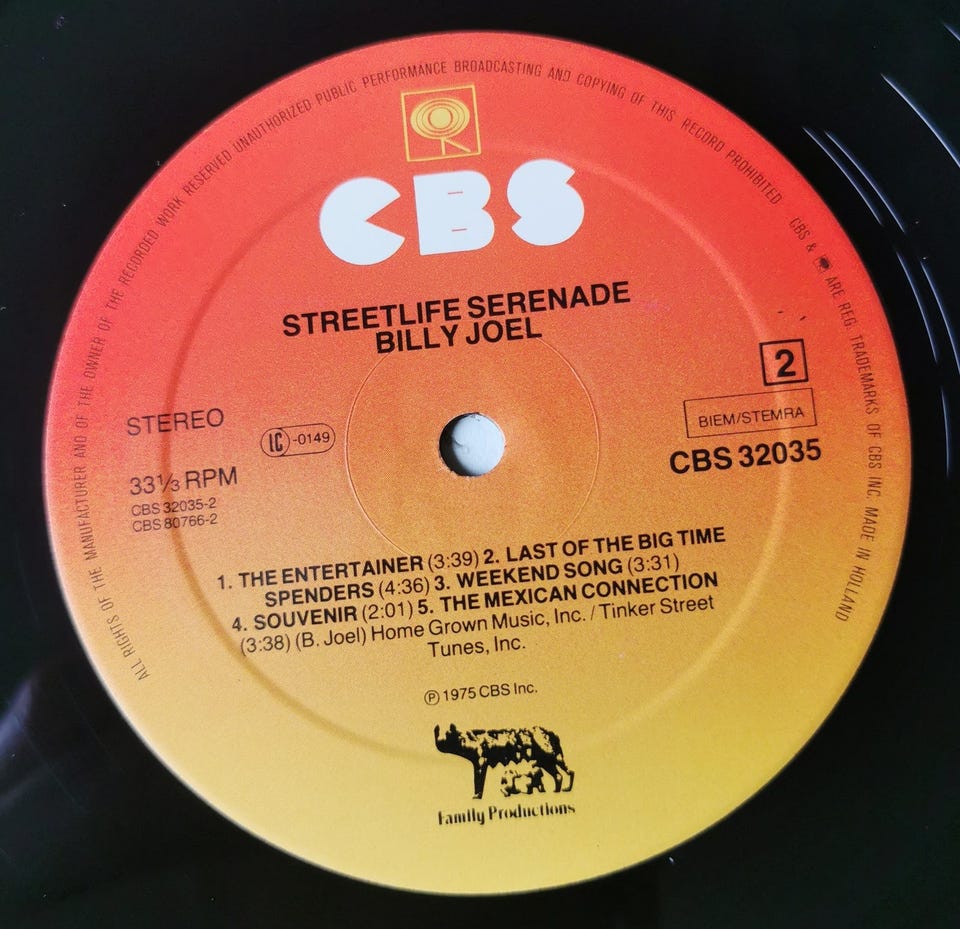 ALL RIGHTS OF THE MANUFACTURER AND OF THE OWNER OF THE RECORDED WORK RESERVED UNAUTHORIZED PUBLIC PERFORMANCE BROADCASTING AND COPYING OF THIS RECORD PROHIBITED CBS & ARE REG. TRADEMARKS OF CBS INC. MADE IN HOLLAND
CBS
STREETLIFE SERENADE
BILLY JOEL
2
STEREO
LC-0149
BIEM/STEMRA
CBS 32035
33⅓ RPM
CBS 32035-2
CBS 80766-2
1. THE ENTERTAINER (3:39) 2. LAST OF THE BIG TIME
SPENDERS (4:36) 3. WEEKEND SONG (3:31)
4. SOUVENIR (2:01) 5. THE MEXICAN CONNECTION
(3:38) (B. Joel) Home Grown Music, Inc. / Tinker Street
Tunes, Inc.
℗ 1975 CBS Inc.
Family Productions